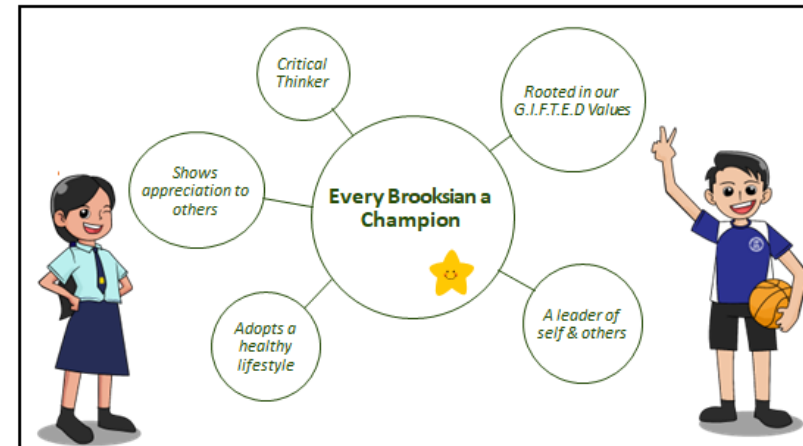 Critical
Thinker
Rooted in our
G.I.F.T.E.D Values
Shows
appreciation to
others
Every Brooksian a
Champion
Adopts a
healthy
lifestyle
A leader of
self & others